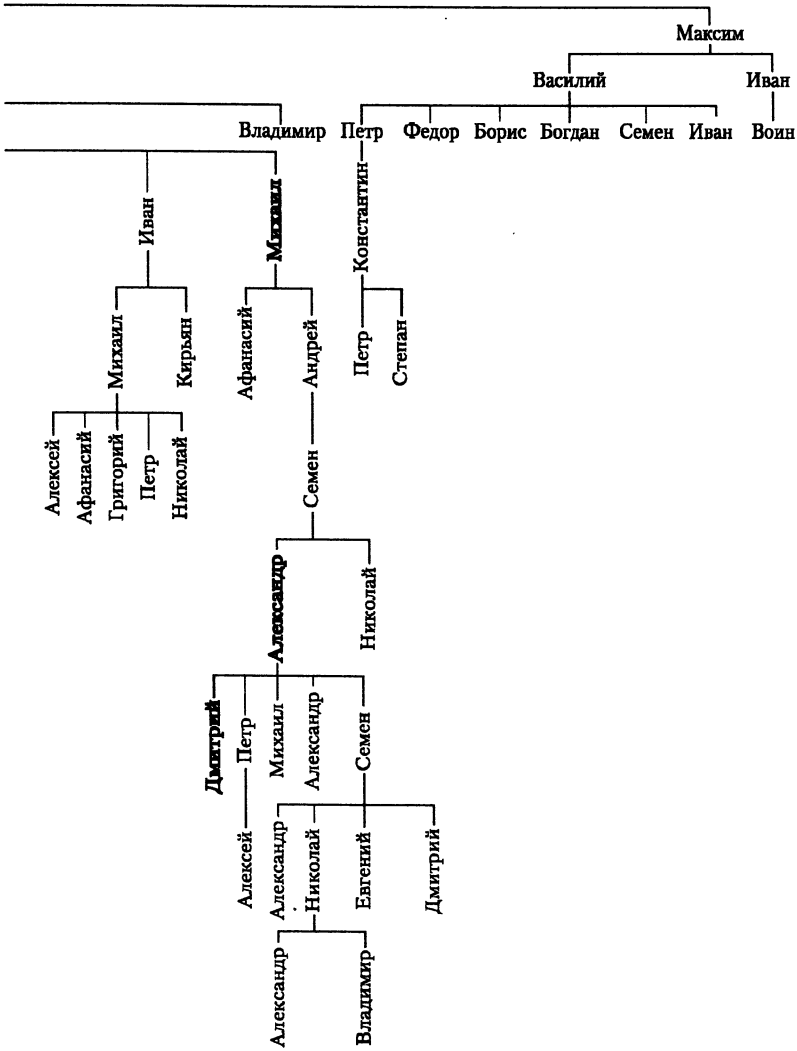 Максим
Василий Иван
Владимир Петр Федор Борис Богдан Семен Иван Воин
Иван Михаил Константин
Михаил Кирьян Афанасий Андрей Петр Степан
Алексей Афанасий Григорий Петр Николай Семен
Александр Николай
Дмитрий Петр Михаил Александр Семен
Алексей Александр Николай Евгений Дмитрий
Александр Владимир